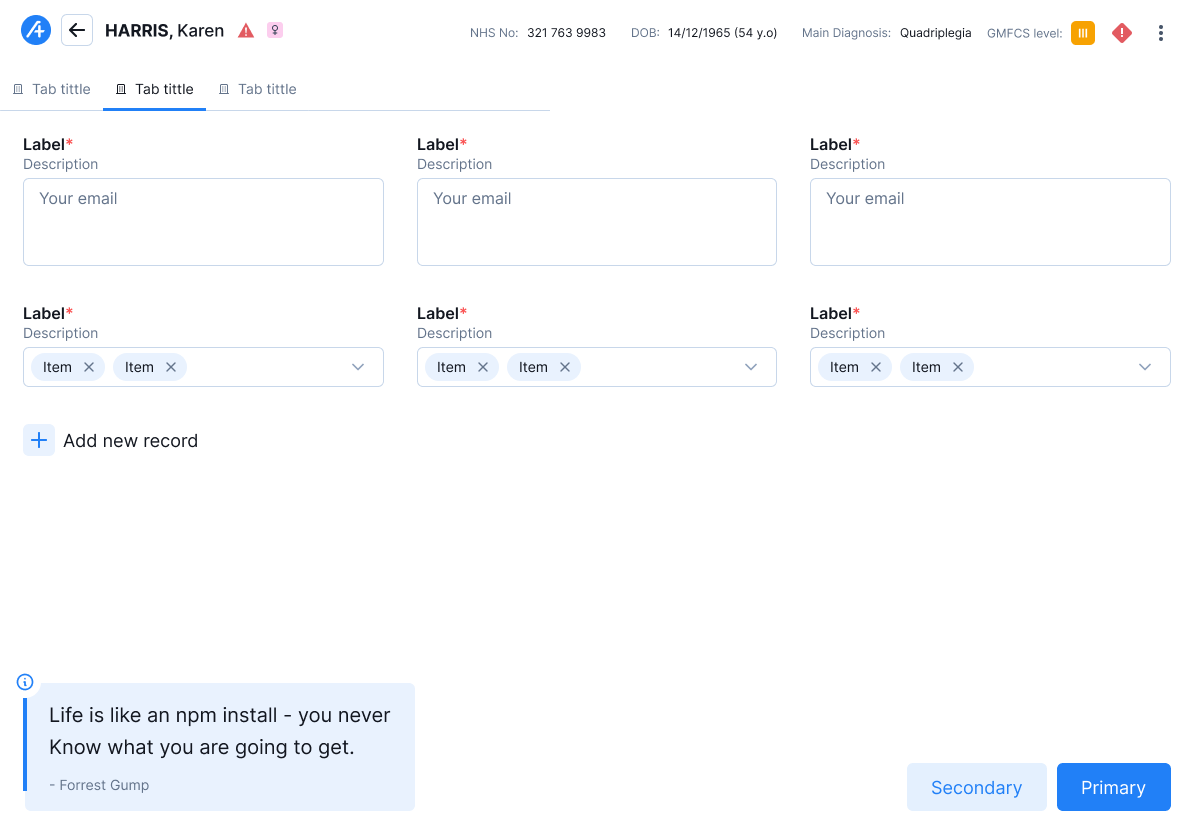 HARRIS, Karen
NHS No: 321 763 9983 DOB: 14/12/1965 (54 y.o) Main Diagnosis: Quadriplegia GMFCS level: III
Tab tittle Tab tittle Tab tittle
Label* Label* Label*
Description Description Description
Your email Your email Your email
Label* Label* Label*
Description Description Description
Item Item Item Item Item Item
Add new record
Life is like an npm install - you never
Know what you are going to get.
- Forrest Gump
Secondary Primary